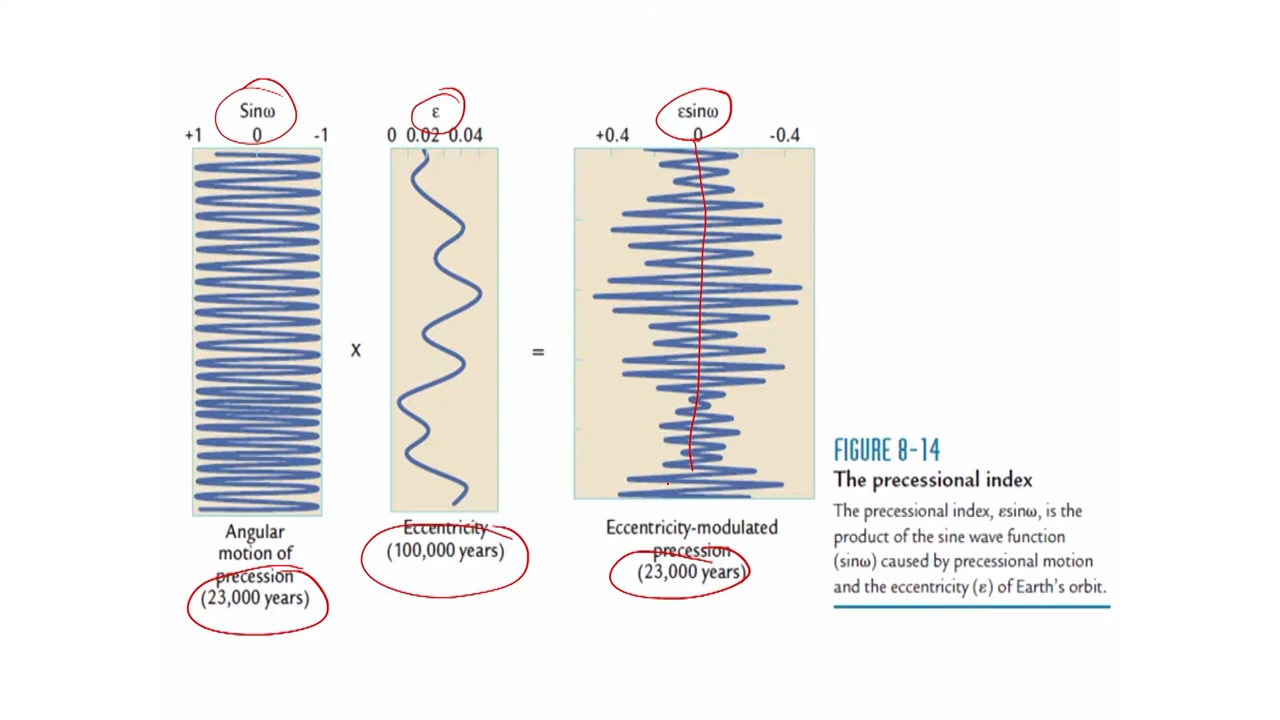 Sinω
+1 0 -1
ε
0 0.02 0.04
εsinω
+0.4 0 -0.4
x
=
Angular
motion of
precession
(23,000 years)
Eccentricity
(100,000 years)
Eccentricity-modulated
precession
(23,000 years)
FIGURE 8-14
The precessional index
The precessional index, εsinω, is the
product of the sine wave function
(sinω) caused by precessional motion
and the eccentricity (ε) of Earth's orbit.